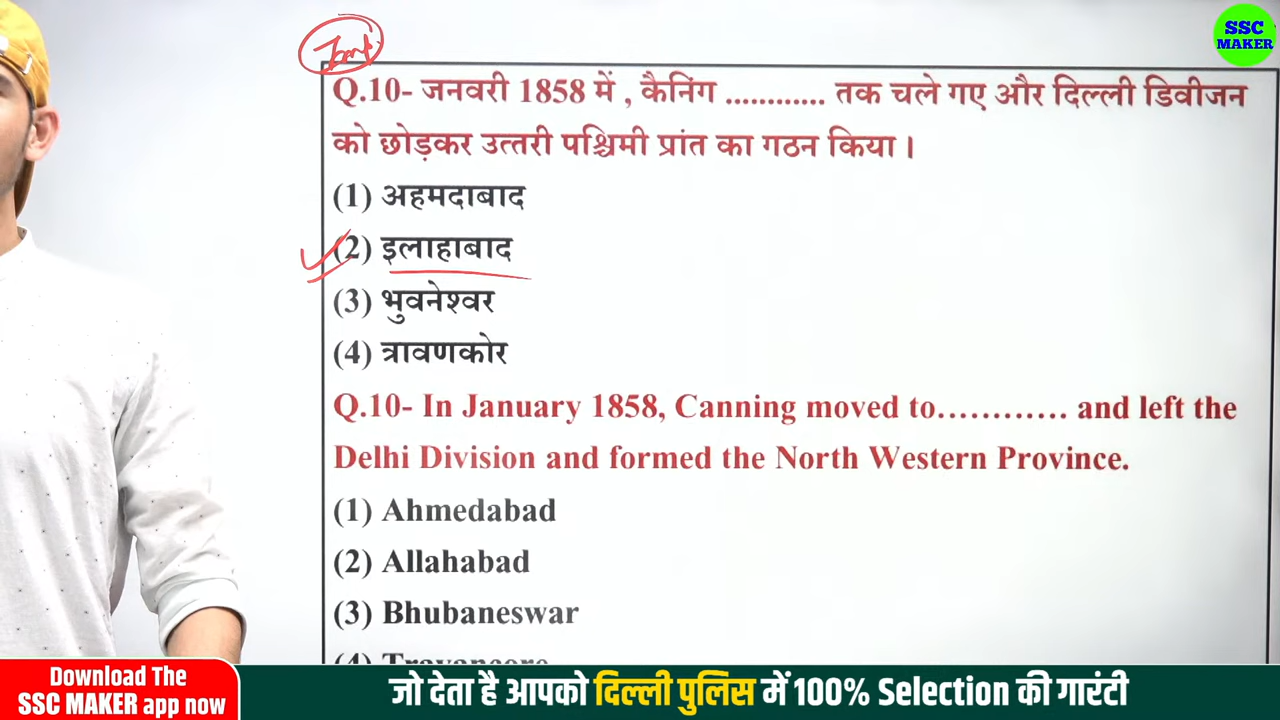 SSC
MAKER
Q.10- जनवरी 1858 में , कैनिंग ............ तक चले गए और दिल्ली डिवीजन
को छोड़कर उत्तरी पश्चिमी प्रांत का गठन किया ।
(1) अहमदाबाद
(2) इलाहाबाद
(3) भुवनेश्वर
(4) त्रावणकोर
Q.10- In January 1858, Canning moved to............ and left the
Delhi Division and formed the North Western Province.
(1) Ahmedabad
(2) Allahabad
(3) Bhubaneswar
(4) Travancore
Download The
SSC MAKER app now
जो देता है आपको दिल्ली पुलिस में 100% Selection की गारंटी